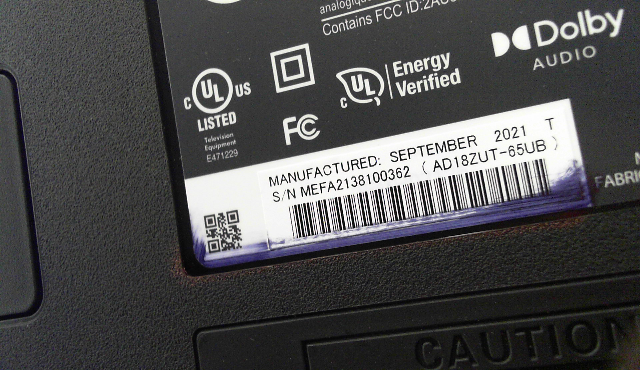 analogique
Contains FCC ID:
Dolby
AUDIO
C UL US
LISTED
Television
Equipment
E471229
C UL
Energy
Verified
FC
MANUFACTURED: SEPTEMBER 2021 T
S/N MEFA2138100362 ( AD18ZUT-65UB )
FABRI
CAUTION